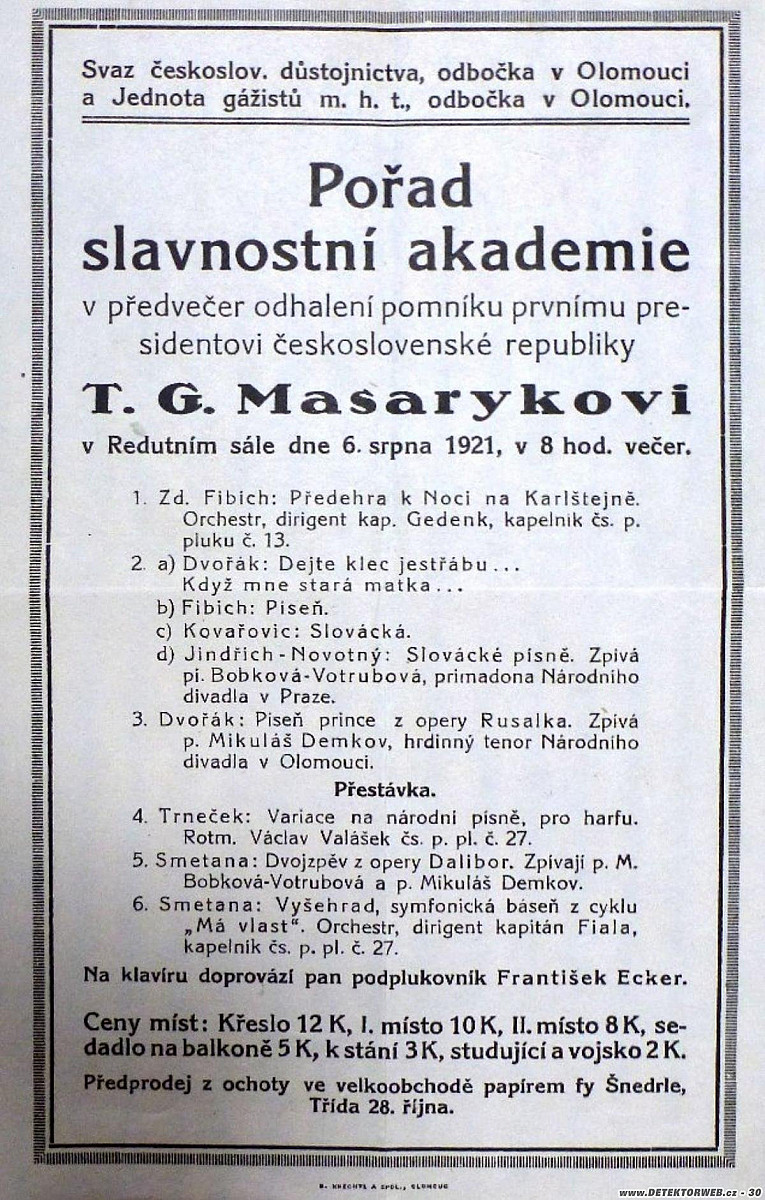 Svaz českoslov. důstojnictva, odbočka v Olomouci
a Jednota gážistů m. h. t., odbočka v Olomouci.
Pořad
slavnostní akademie
v předvečer odhalení pomníku prvnímu pre-
sidentovi československé republiky
T. G. Masarykovi
v Redutním sále dne 6. srpna 1921, v 8 hod. večer.
1. Zd. Fibich: Předehra k Noci na Karlštejně.
Orchestr, dirigent kap. Gedenk, kapelník čs. p.
pluku č. 13.
2. a) Dvořák: Dejte klec jestřábu...
Když mne stará matka...
b) Fibich: Píseň.
c) Kovařovic: Slovácká.
d) Jindřich-Novotný: Slovácké písně. Zpívá
pí. Bobková-Votrubová, primadona Národního
divadla v Praze.
3. Dvořák: Píseň prince z opery Rusalka. Zpívá
p. Mikuláš Demkov, hrdinný tenor Národního
divadla v Olomouci.
Přestávka.
4. Trneček: Variace na národní písně, pro harfu.
Rotm. Václav Valášek čs. p. pl. č. 27.
5. Smetana: Dvojzpěv z opery Dalibor. Zpívají p. M.
Bobková-Votrubová a p. Mikuláš Demkov.
6. Smetana: Vyšehrad, symfonická báseň z cyklu
„Má vlast“. Orchestr, dirigent kapitán Fiala,
kapelník čs. p. pl. č. 27.
Na klavíru doprovází pan podplukovník František Ecker.
Ceny míst: Křeslo 12 K, I. místo 10 K, II. místo 8 K, se-
dadlo na balkoně 5 K, k stání 3 K, studující a vojsko 2 K.
Předprodej z ochoty ve velkoobchodě papírem fy Šnedrle,
Třída 28. října.
B. KNECHTL A SPOL., OLOMOUC
www.DETEKTORWEB.cz - 30